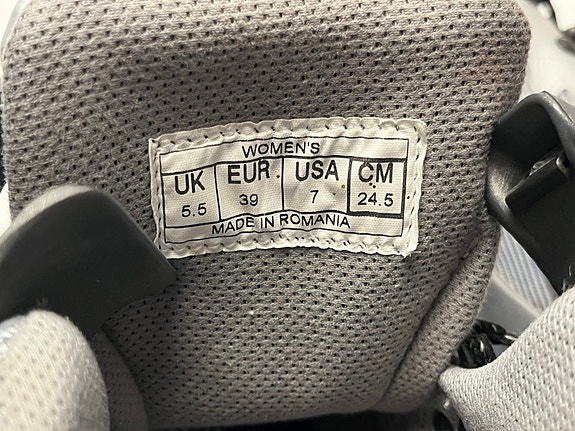 WOMEN'S
UK EUR USA CM
5.5 39 7 24.5
MADE IN ROMANIA